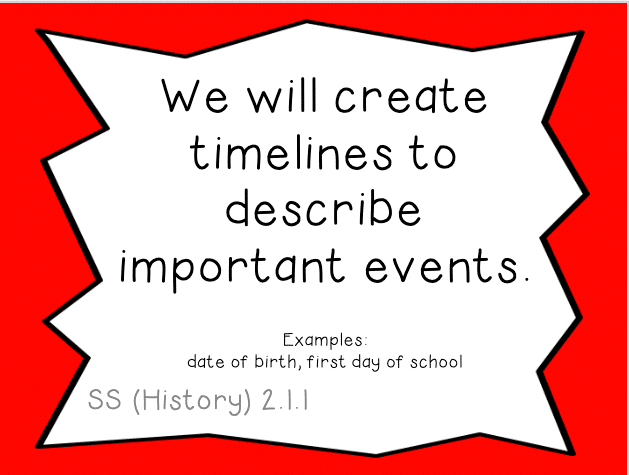 We will create
timelines to
describe
important events.
Examples:
date of birth, first day of school
SS (History) 2.1.1